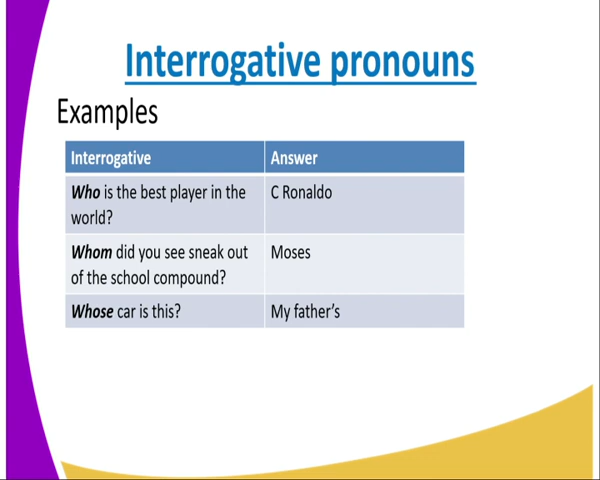 Interrogative pronouns
Examples
Interrogative Answer
Who is the best player in the C Ronaldo
world?
Whom did you see sneak out Moses
of the school compound?
Whose car is this? My father’s